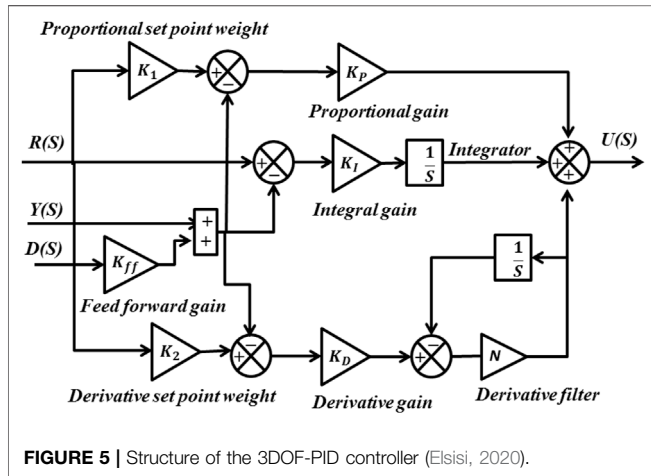 Proportional set point weight
K1
+
−
KP
Proportional gain
R(S)
+
−
KI
1/S
Integrator
+
+
+
U(S)
Integral gain
Y(S)
+
+
D(S)
Kff
Feed forward gain
1/S
K2
+
−
KD
+
−
N
Derivative set point weight
Derivative gain
Derivative filter
FIGURE 5 | Structure of the 3DOF-PID controller (Elsisi, 2020).